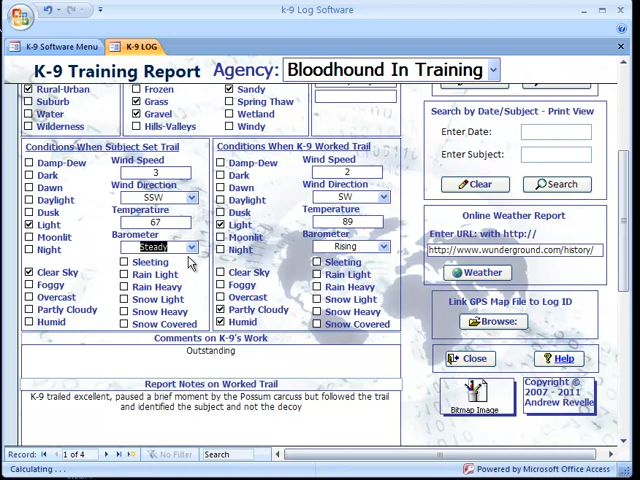 k-9 Log Software
K-9 Software Menu
K-9 LOG
K-9 Training Report
Agency:
Bloodhound In Training
Rural-Urban
Frozen
Sandy
Suburb
Grass
Spring Thaw
Water
Gravel
Wetland
Wilderness
Hills-Valleys
Windy
Search by Date/Subject - Print View
Enter Date:
Enter Subject:
Clear
Search
Conditions When Subject Set Trail
Damp-Dew
Wind Speed
Dark
3
Dawn
Wind Direction
Daylight
SSW
Dusk
Temperature
Light
67
Moonlit
Barometer
Night
Steady
Sleeting
Clear Sky
Rain Light
Foggy
Rain Heavy
Overcast
Snow Light
Partly Cloudy
Snow Heavy
Humid
Snow Covered
Conditions When K-9 Worked Trail
Damp-Dew
Wind Speed
Dark
2
Dawn
Wind Direction
Daylight
SW
Dusk
Temperature
Light
89
Moonlit
Barometer
Night
Rising
Sleeting
Clear Sky
Rain Light
Foggy
Rain Heavy
Overcast
Snow Light
Partly Cloudy
Snow Heavy
Humid
Snow Covered
Online Weather Report
Enter URL: with http://
http://www.wunderground.com/history/
Weather
Link GPS Map File to Log ID
Browse:
Close
Help
Bitmap Image
Copyright ©
2007 - 2011
Andrew Revelle
Comments on K-9's Work
Outstanding
Report Notes on Worked Trail
K-9 trailed excellent, paused a brief moment by the Possum carcuss but followed the trail
and identified the subject and not the decoy
Record:
1 of 4
No Filter
Search
Calculating . . .
Powered by Microsoft Office Access